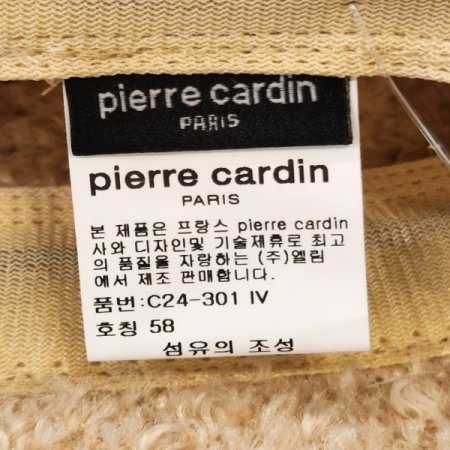 pierre cardin
PARIS
pierre cardin
PARIS
본 제품은 프랑스 pierre cardin
사와 디자인및 기술제휴로 최고
의 품질을 자랑하는 (주)엘림
에서 제조 판매합니다.
품번:C24-301 IV
호칭 58
섬유의 조성